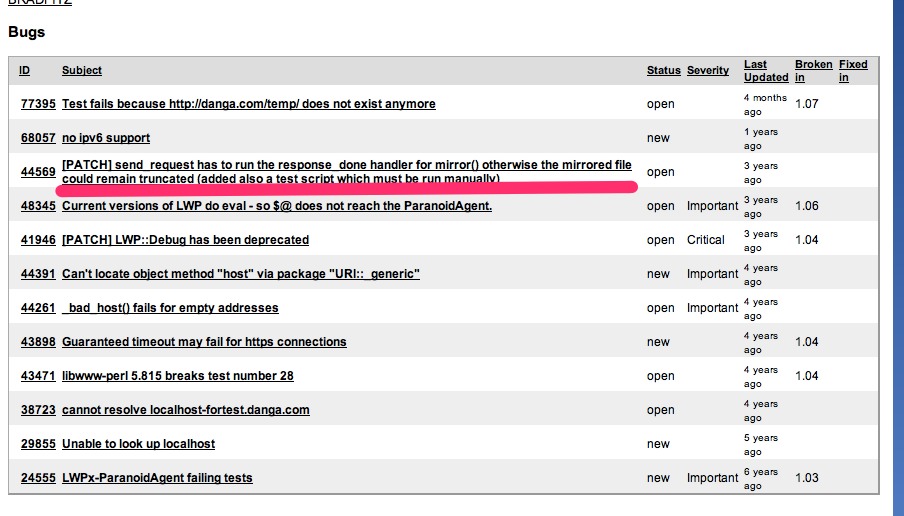 BRADFITZ
Bugs
ID Subject Status Severity Last Updated Broken in Fixed in
77395 Test fails because http://danga.com/temp/ does not exist anymore open 4 months ago 1.07
68057 no ipv6 support new 1 years ago
44569 [PATCH] send_request has to run the response_done handler for mirror() otherwise the mirrored file
could remain truncated (added also a test script which must be run manually) open 3 years ago
48345 Current versions of LWP do eval - so $@ does not reach the ParanoidAgent. open Important 3 years ago 1.06
41946 [PATCH] LWP::Debug has been deprecated open Critical 3 years ago 1.04
44391 Can't locate object method "host" via package "URI::_generic" new Important 4 years ago
44261 _bad_host() fails for empty addresses open Important 4 years ago
43898 Guaranteed timeout may fail for https connections new 4 years ago 1.04
43471 libwww-perl 5.815 breaks test number 28 open 4 years ago 1.04
38723 cannot resolve localhost-fortest.danga.com open 4 years ago
29855 Unable to look up localhost new 5 years ago
24555 LWPx-ParanoidAgent failing tests new Important 6 years ago 1.03